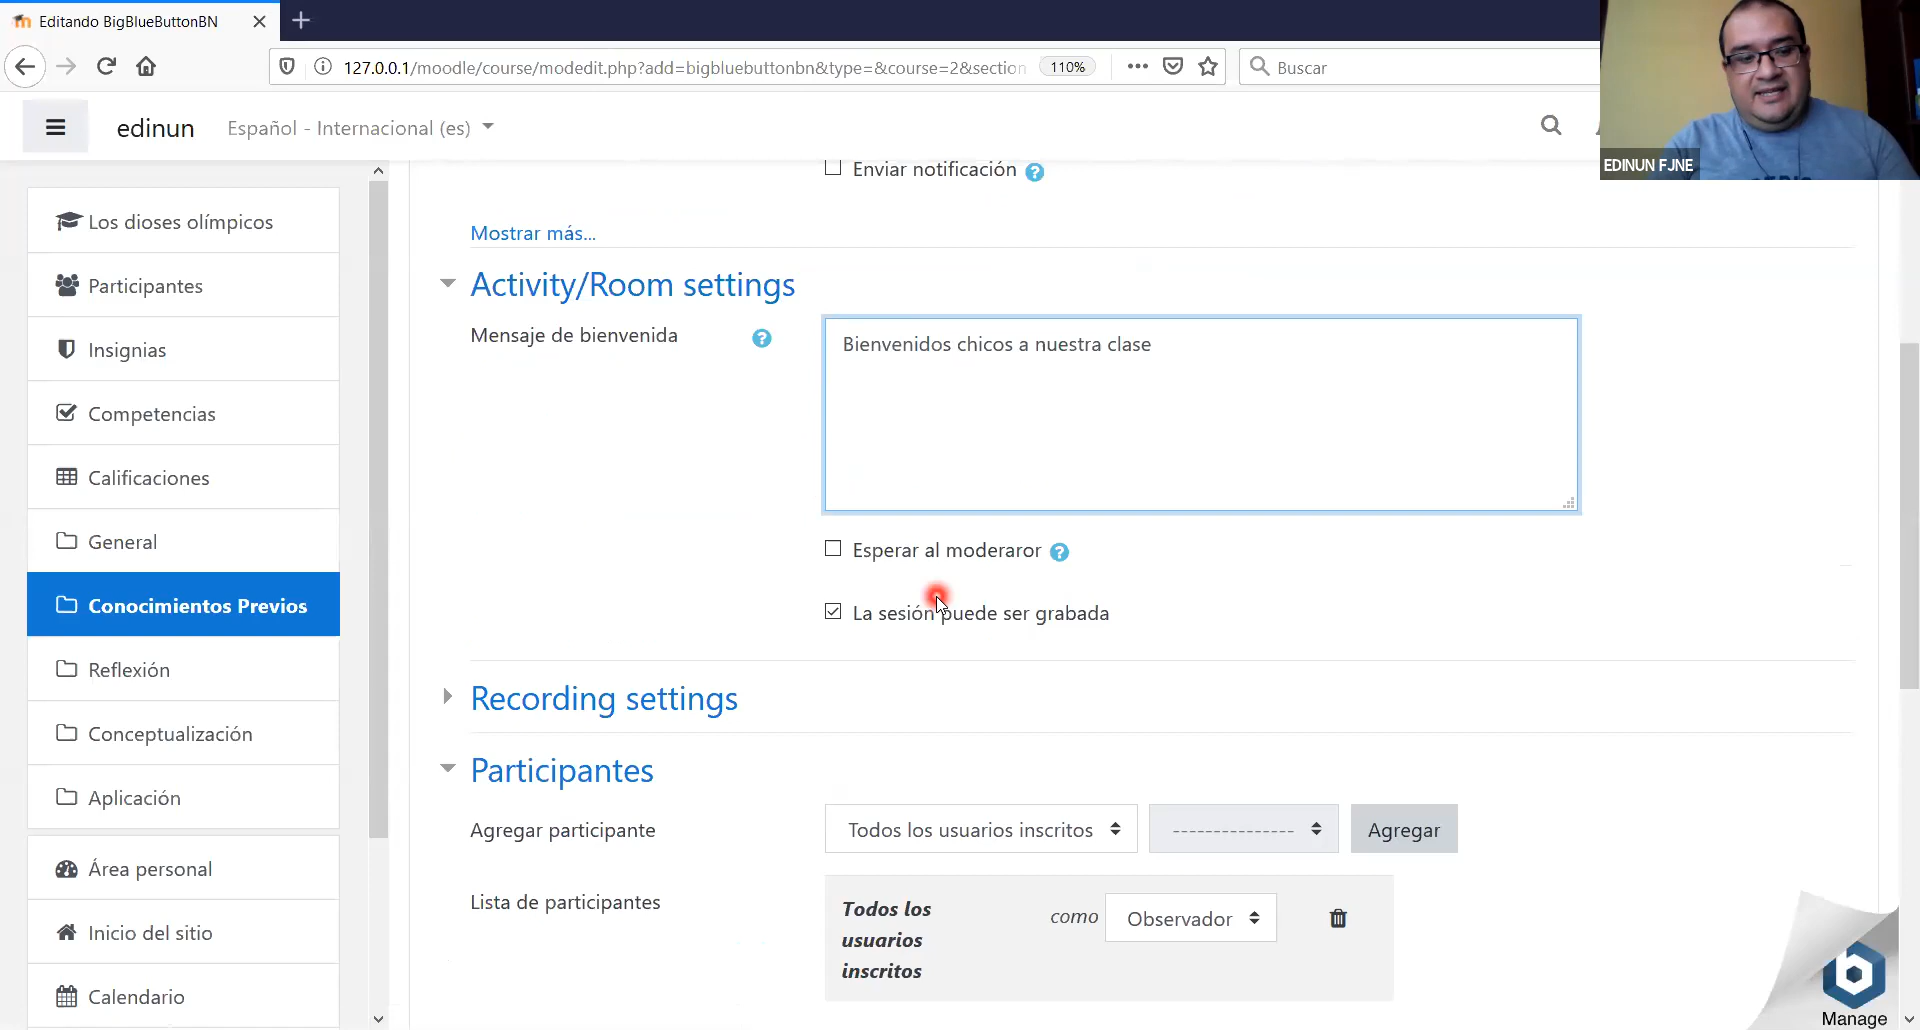 Editando BigBlueButtonBN
127.0.0.1/moodle/course/modedit.php?add=bigbluebuttonbn&type=&course=2&section
110%
Buscar
edinun
Español - Internacional (es)
EDINUN FJNE
Los dioses olímpicos
Participantes
Insignias
Competencias
Calificaciones
General
Conocimientos Previos
Reflexión
Conceptualización
Aplicación
Área personal
Inicio del sitio
Calendario
Enviar notificación
Mostrar más...
Activity/Room settings
Mensaje de bienvenida
Bienvenidos chicos a nuestra clase
Esperar al moderaror
La sesión puede ser grabada
Recording settings
Participantes
Agregar participante
Todos los usuarios inscritos
---------------
Agregar
Lista de participantes
Todos los
usuarios
inscritos
como
Observador
Manage